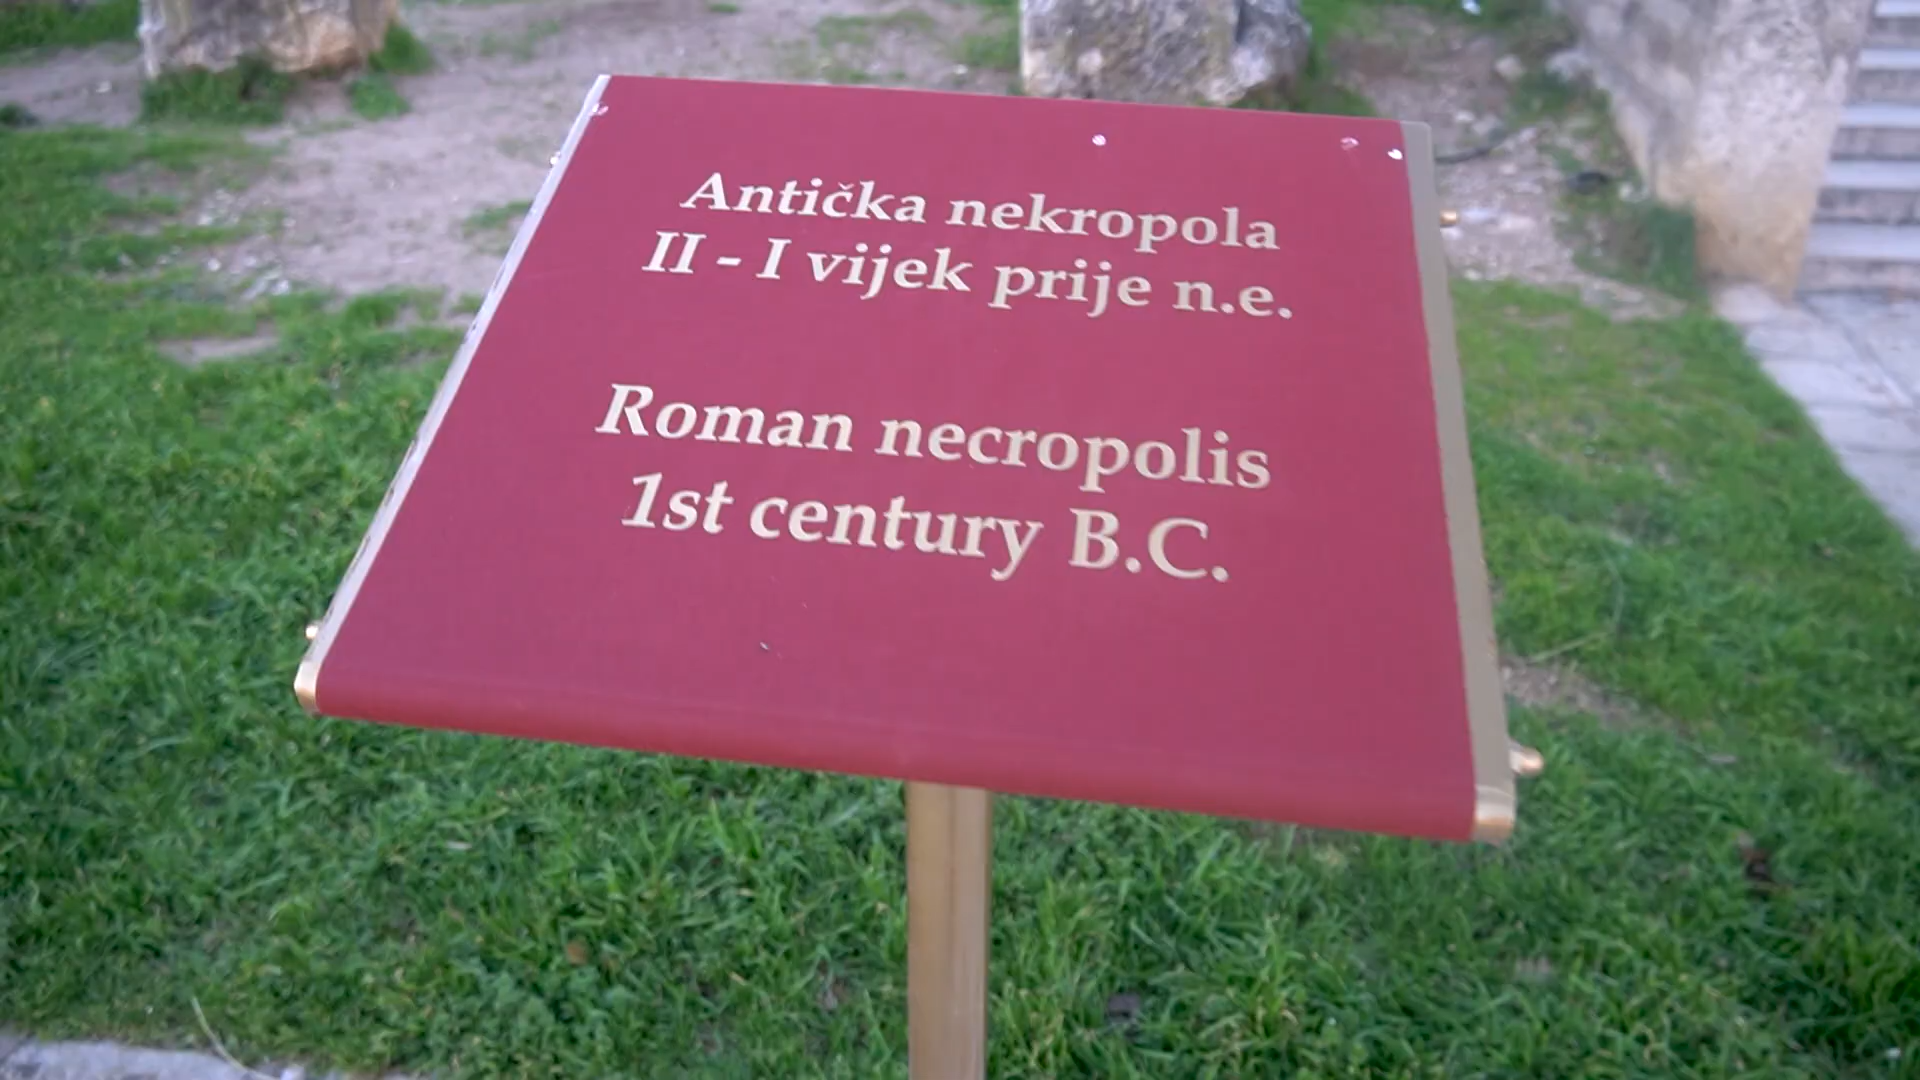 Antička nekropola
II - I vijek prije n.e.
Roman necropolis
1st century B.C.